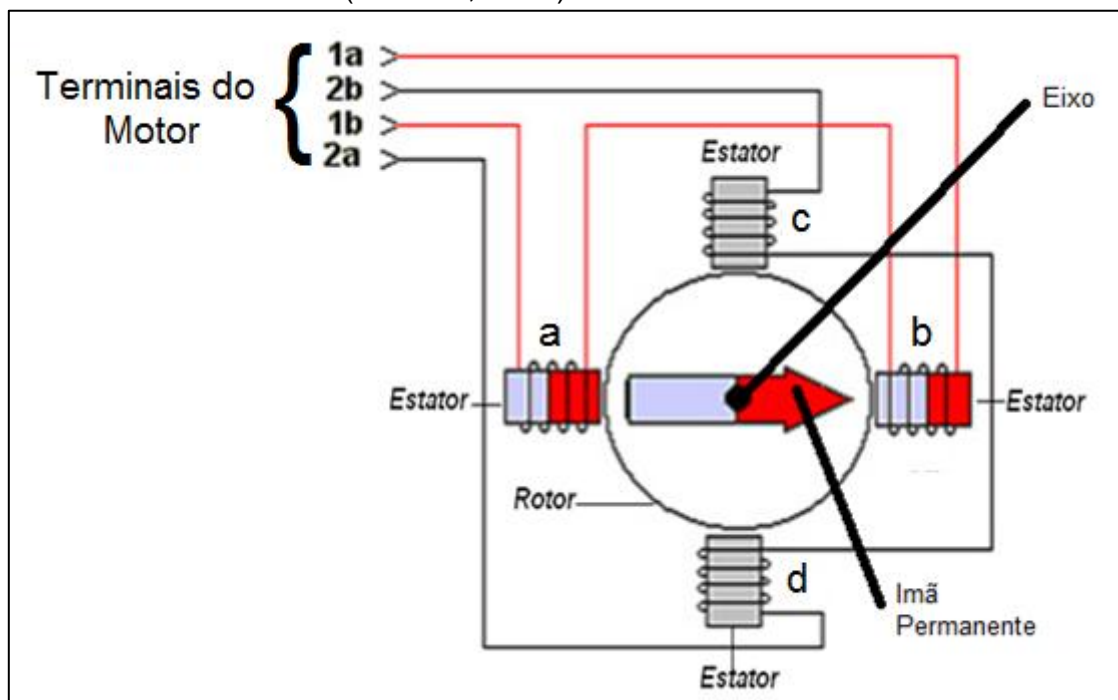 Terminais do
Motor
1a
2b
1b
2a
Eixo
Estator
c
a
b
Estator
Estator
Rotor
d
Imã
Permanente
Estator